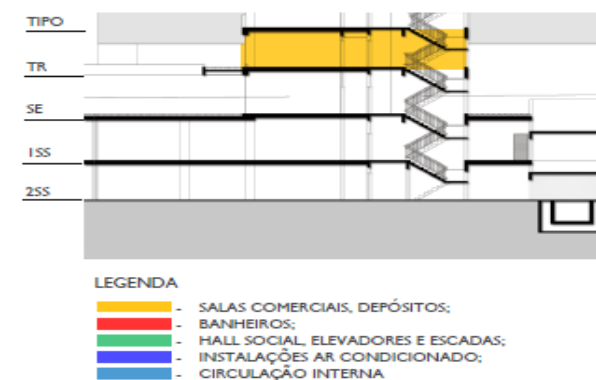 TIPO
TR
SE
1SS
2SS
LEGENDA
- SALAS COMERCIAIS, DEPÓSITOS;
- BANHEIROS;
- HALL SOCIAL, ELEVADORES E ESCADAS;
- INSTALAÇÕES AR CONDICIONADO;
- CIRCULAÇÃO INTERNA